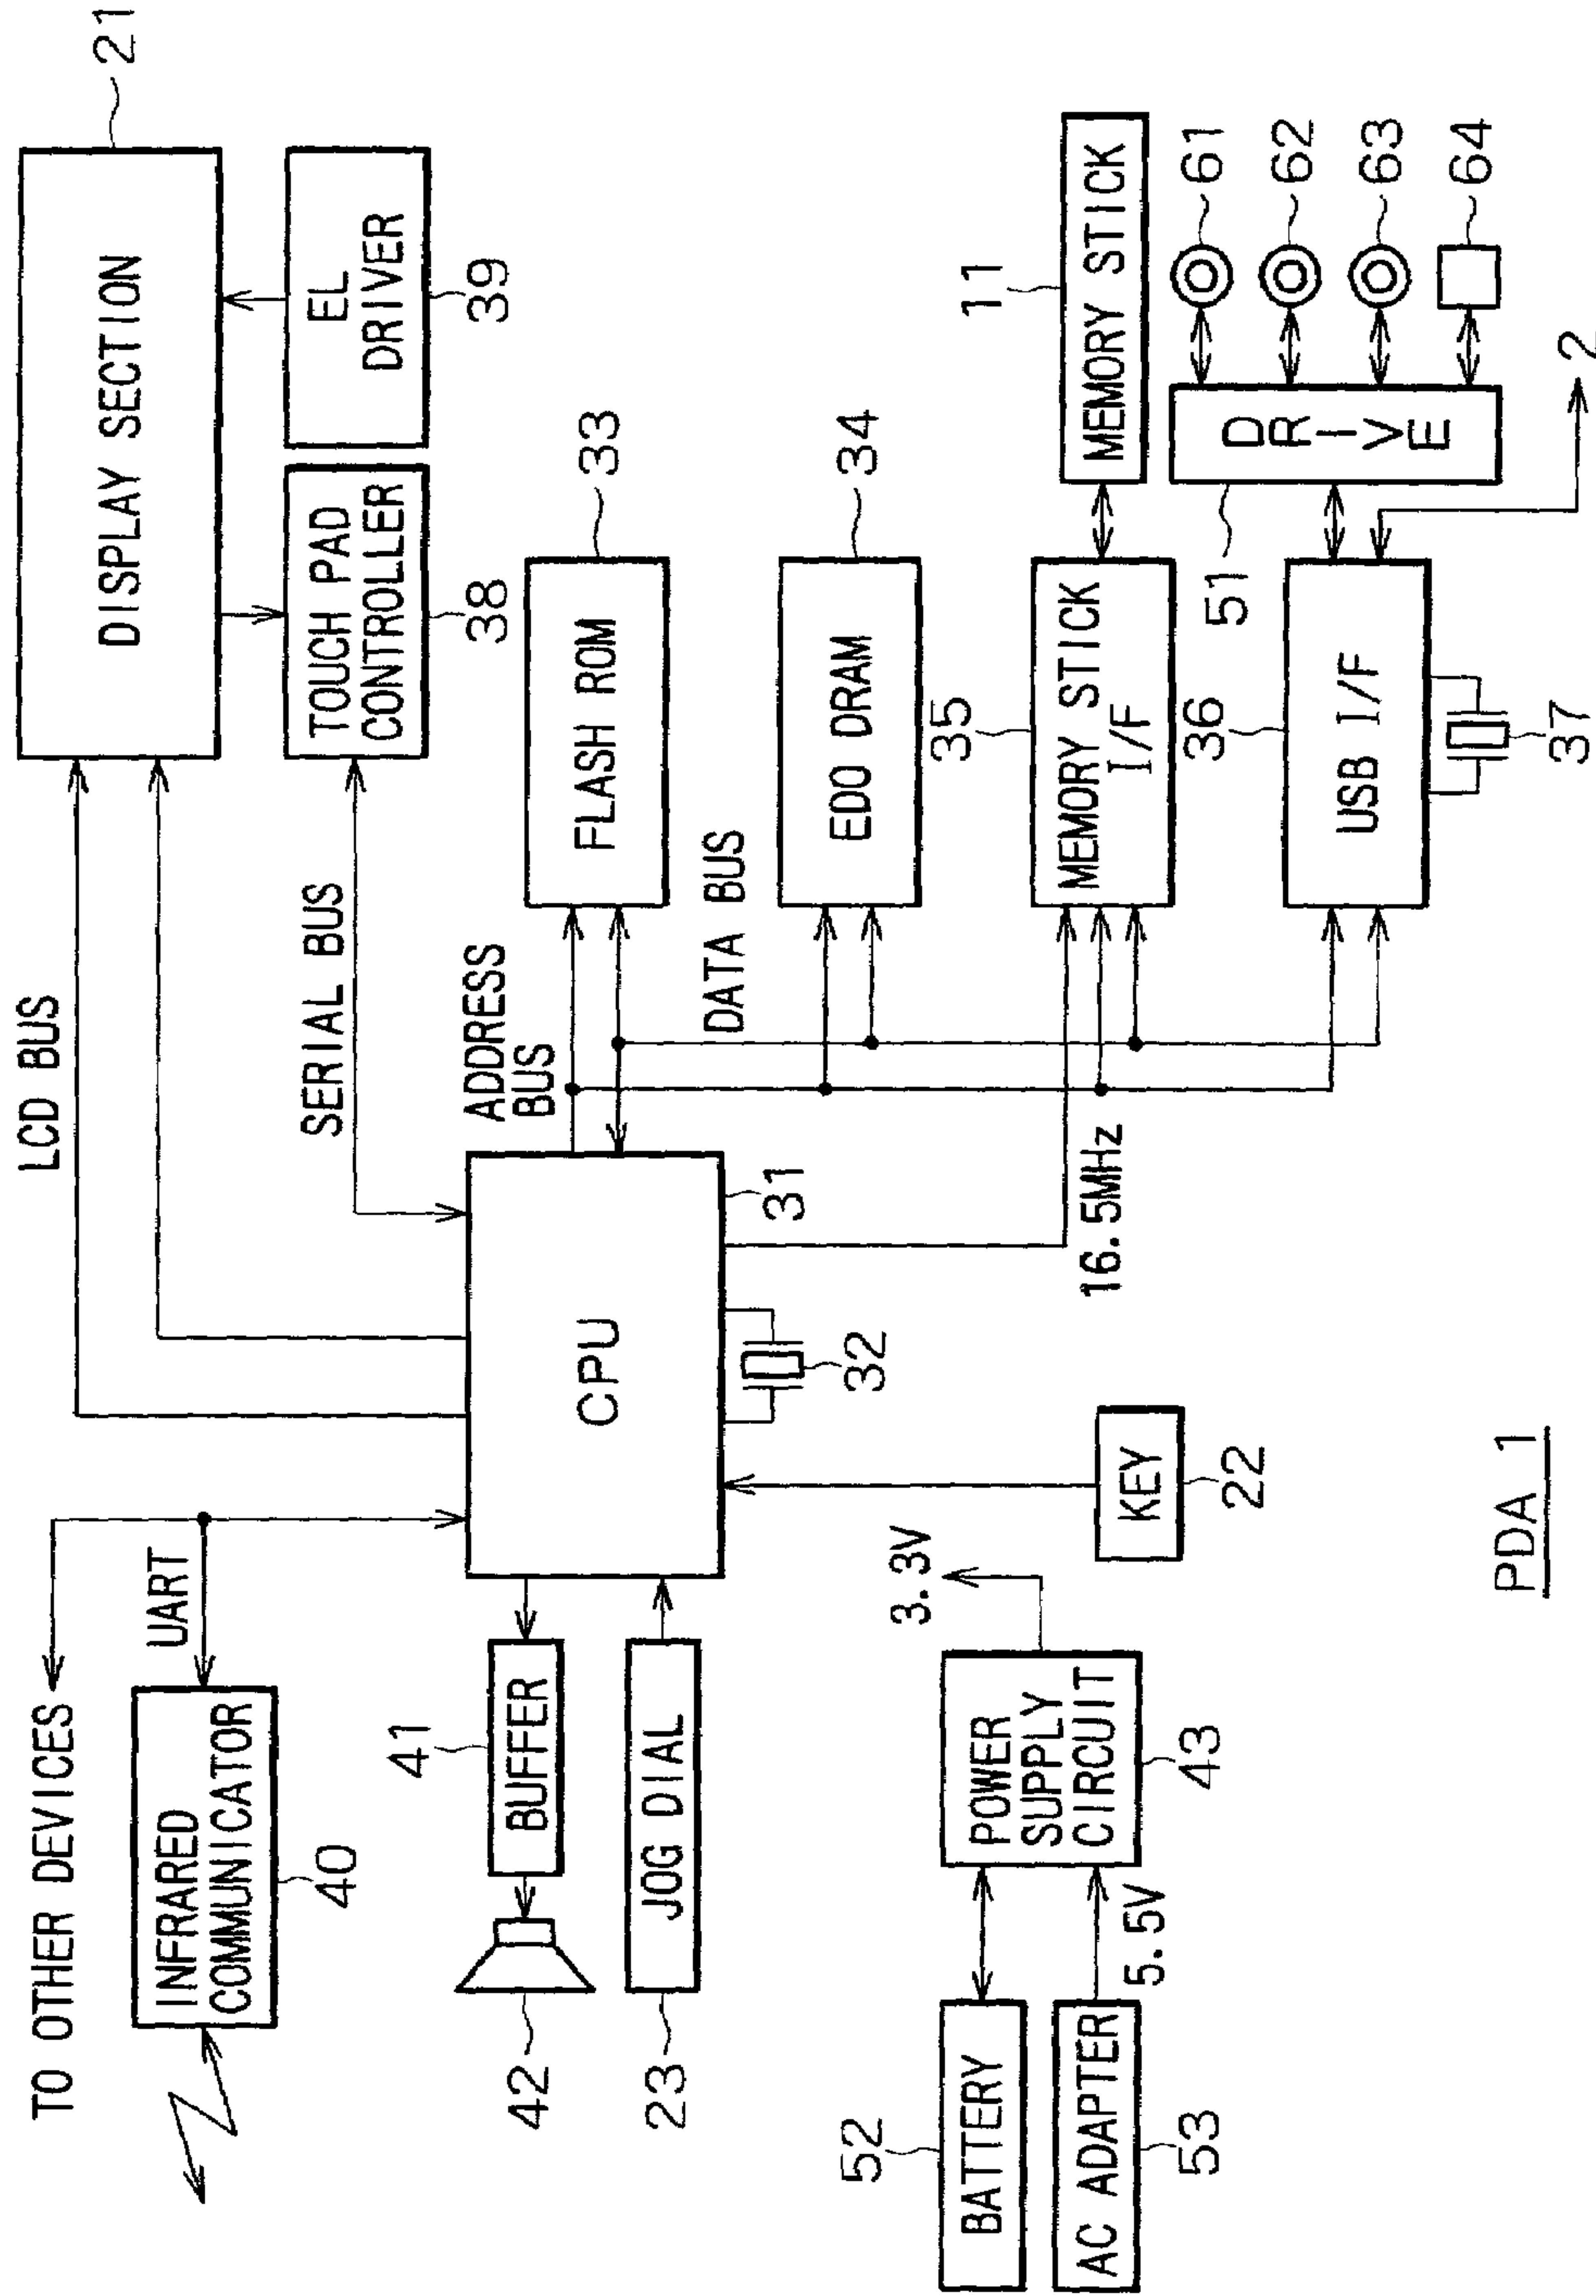 TO OTHER DEVICES
LCD BUS
DISPLAY SECTION
21
UART
INFRARED
COMMUNICATOR
40
SERIAL BUS
TOUCH PAD
CONTROLLER
38
EL
DRIVER
39
41
BUFFER
42
JOG DIAL
23
CPU
31
32
ADDRESS
BUS
FLASH ROM
33
DATA BUS
EDO DRAM
34
35
MEMORY STICK
I/F
11
MEMORY STICK
16.5MHz
36
USB I/F
37
51
DRIVE
61
62
63
64
2
KEY
22
3.3V
POWER
SUPPLY
CIRCUIT
43
5.5V
52
BATTERY
AC ADAPTER
53
PDA 1